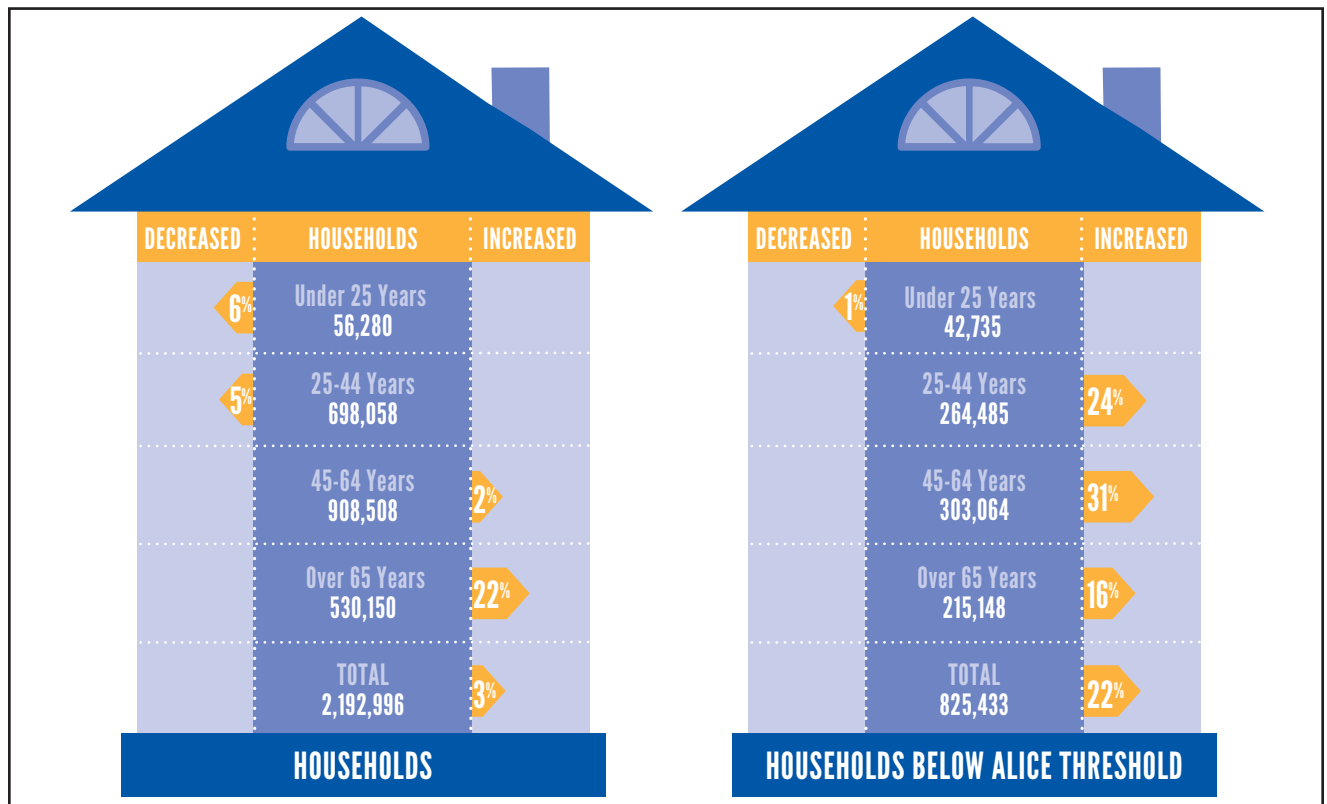 DECREASED HOUSEHOLDS INCREASED
6% Under 25 Years
56,280
5% 25-44 Years
698,058
45-64 Years 2%
908,508
Over 65 Years 22%
530,150
TOTAL 3%
2,192,996
HOUSEHOLDS
DECREASED HOUSEHOLDS INCREASED
1% Under 25 Years
42,735
25-44 Years 24%
264,485
45-64 Years 31%
303,064
Over 65 Years 16%
215,148
TOTAL 22%
825,433
HOUSEHOLDS BELOW ALICE THRESHOLD